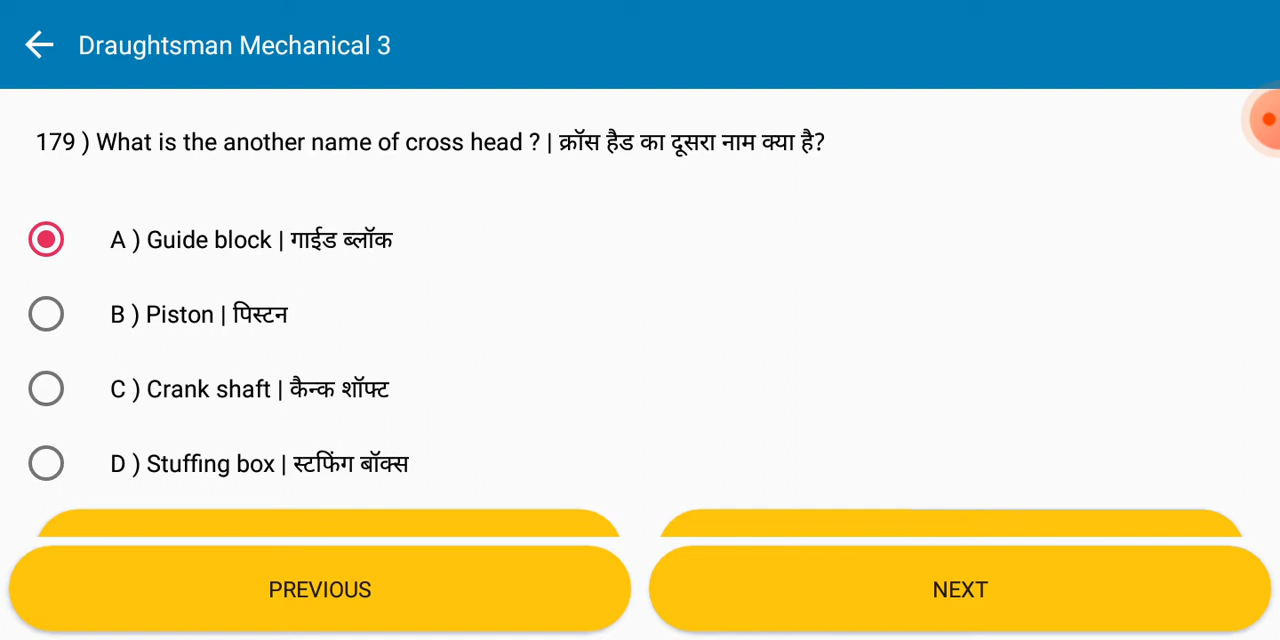 Draughtsman Mechanical 3
179 ) What is the another name of cross head ? | क्रॉस हैड का दूसरा नाम क्या है?
A ) Guide block | गाईड ब्लॉक
B ) Piston | पिस्टन
C ) Crank shaft | कैन्क शॉफ्ट
D ) Stuffing box | स्टफिंग बॉक्स
PREVIOUS
NEXT